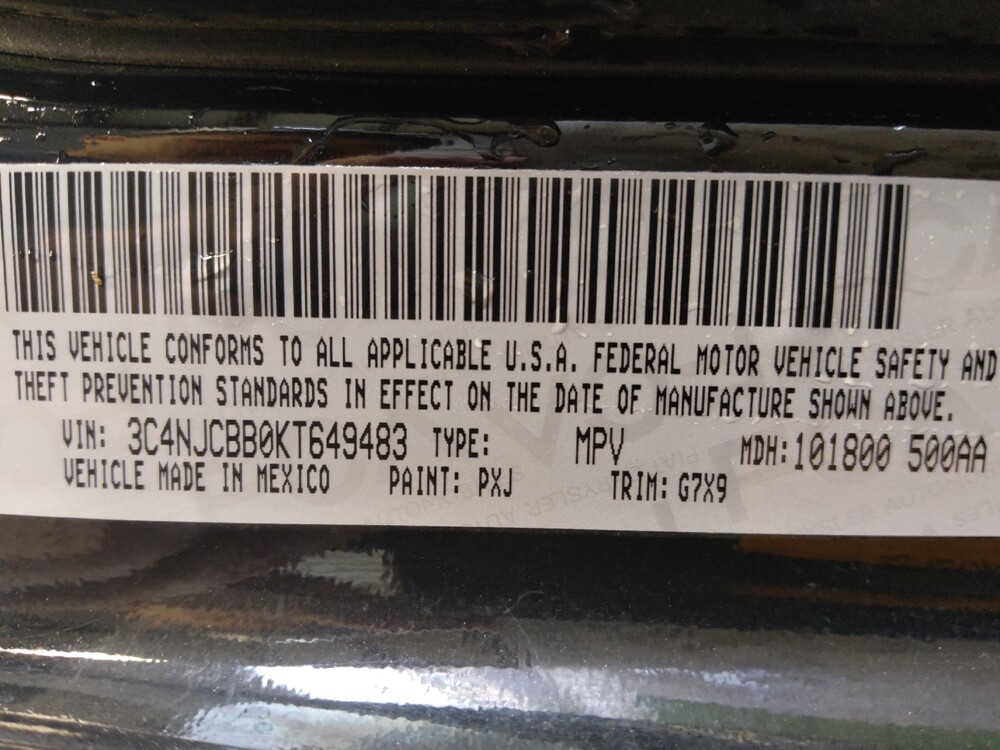 THIS VEHICLE CONFORMS TO ALL APPLICABLE U.S.A. FEDERAL MOTOR VEHICLE SAFETY AND
THEFT PREVENTION STANDARDS IN EFFECT ON THE DATE OF MANUFACTURE SHOWN ABOVE.
VIN: 3C4NJCBB0KT649483 TYPE: MPV MDH:101800 500AA
VEHICLE MADE IN MEXICO PAINT: PXJ TRIM: G7X9